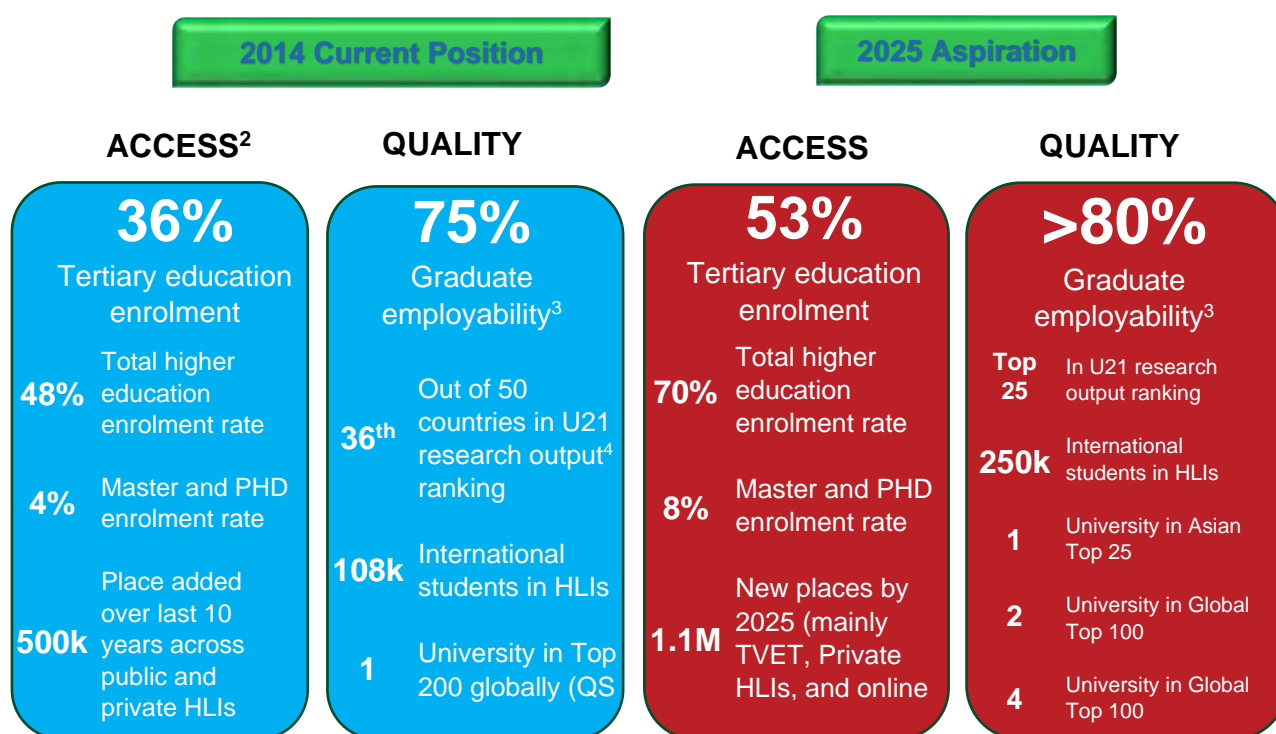 2014 Current Position
2025 Aspiration
ACCESS²
QUALITY
ACCESS
QUALITY
36%
Tertiary education
enrolment
48%
Total higher
education
enrolment rate
4%
Master and PHD
enrolment rate
500k
Place added
over last 10
years across
public and
private HLIs
75%
Graduate
employability³
36th
Out of 50
countries in U21
research output⁴
ranking
108k
International
students in HLIs
1
University in Top
200 globally (QS
53%
Tertiary education
enrolment
70%
Total higher
education
enrolment rate
8%
Master and PHD
enrolment rate
1.1M
New places by
2025 (mainly
TVET, Private
HLIs, and online
>80%
Graduate
employability³
Top
25
In U21 research
output ranking
250k
International
students in HLIs
1
University in Asian
Top 25
2
University in Global
Top 100
4
University in Global
Top 100